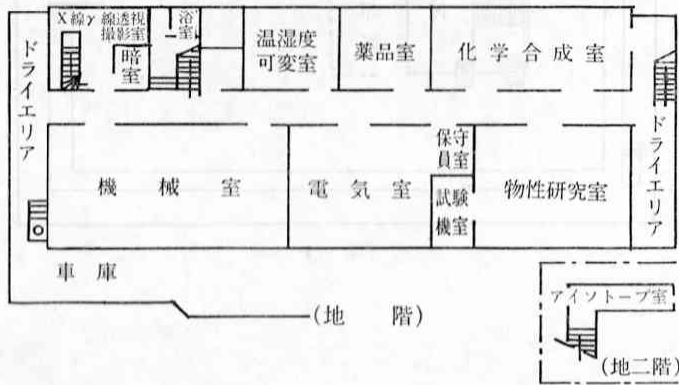 X線γ線透視
撮影室
暗室
浴室
温湿度
可変室
薬品室
化学合成室
ドライエリア
ドライエリア
機械室
電気室
保守
員室
試験
機室
物性研究室
車庫
(地階)
アイソトープ室
(地二階)